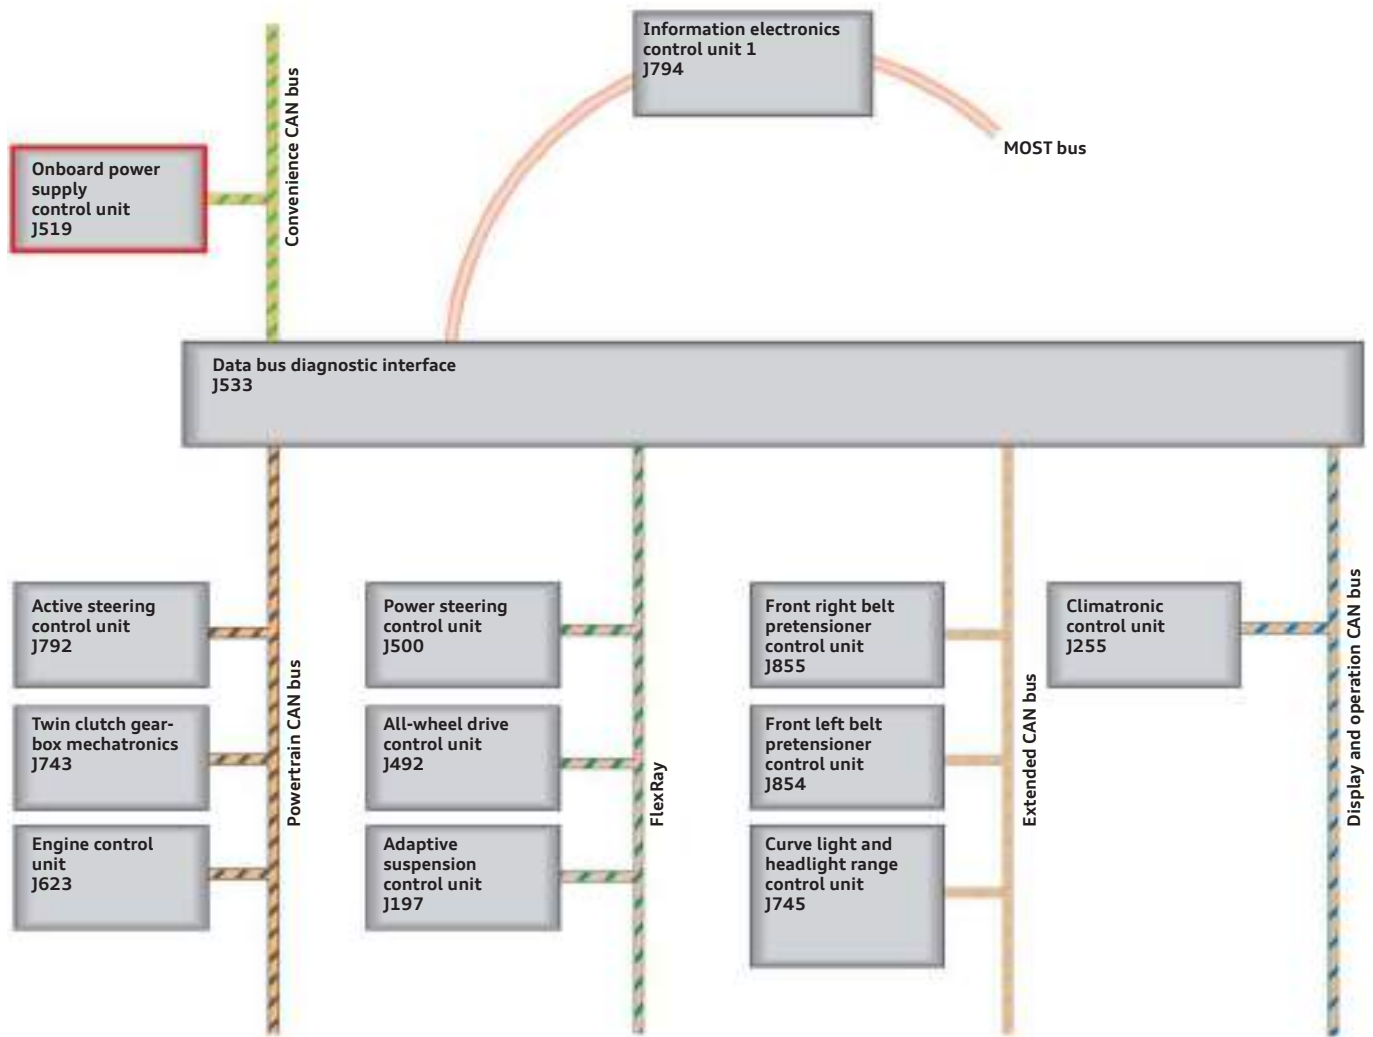 Information electronics
control unit 1
J794
MOST bus
Convenience CAN bus
Onboard power
supply
control unit
J519
Data bus diagnostic interface
J533
Active steering
control unit
J792
Twin clutch gear-
box mechatronics
J743
Engine control
unit
J623
Powertrain CAN bus
Power steering
control unit
J500
All-wheel drive
control unit
J492
Adaptive
suspension
control unit
J197
FlexRay
Front right belt
pretensioner
control unit
J855
Front left belt
pretensioner
control unit
J854
Curve light and
headlight range
control unit
J745
Extended CAN bus
Climatronic
control unit
J255
Display and operation CAN bus